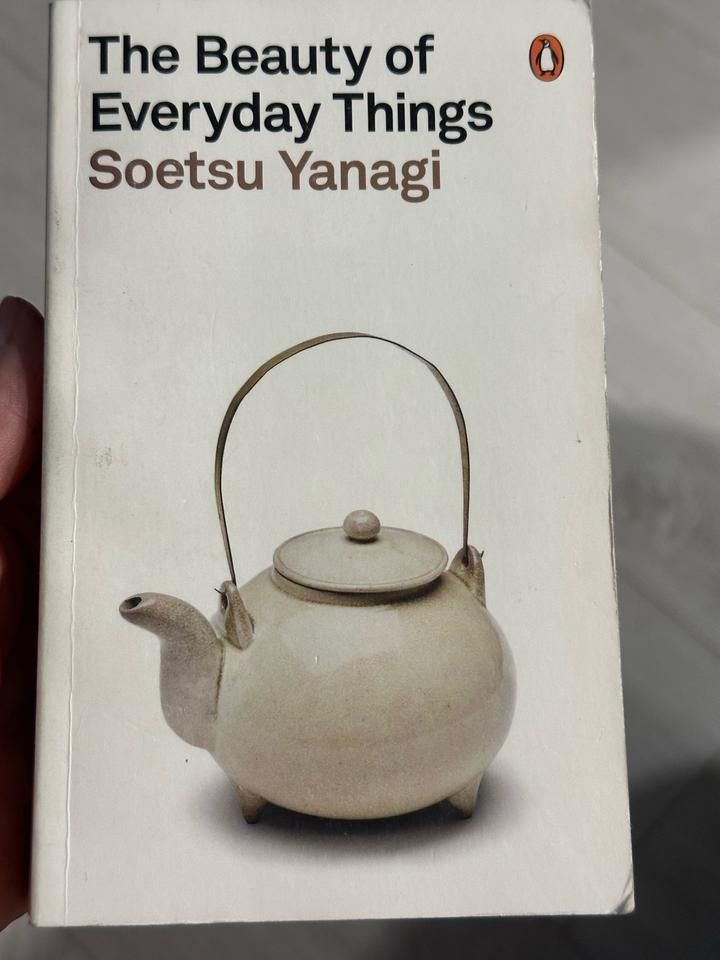 The Beauty of
Everyday Things
Soetsu Yanagi